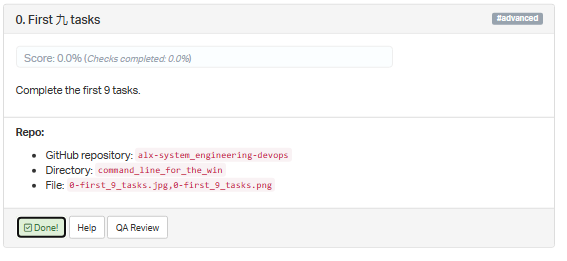 0. First 九 tasks
#advanced
Score: 0.0% (Checks completed: 0.0%)
Complete the first 9 tasks.
Repo:
GitHub repository: alx-system_engineering-devops
Directory: command_line_for_the_win
File: 0-first_9_tasks.jpg,0-first_9_tasks.png
Done! Help QA Review